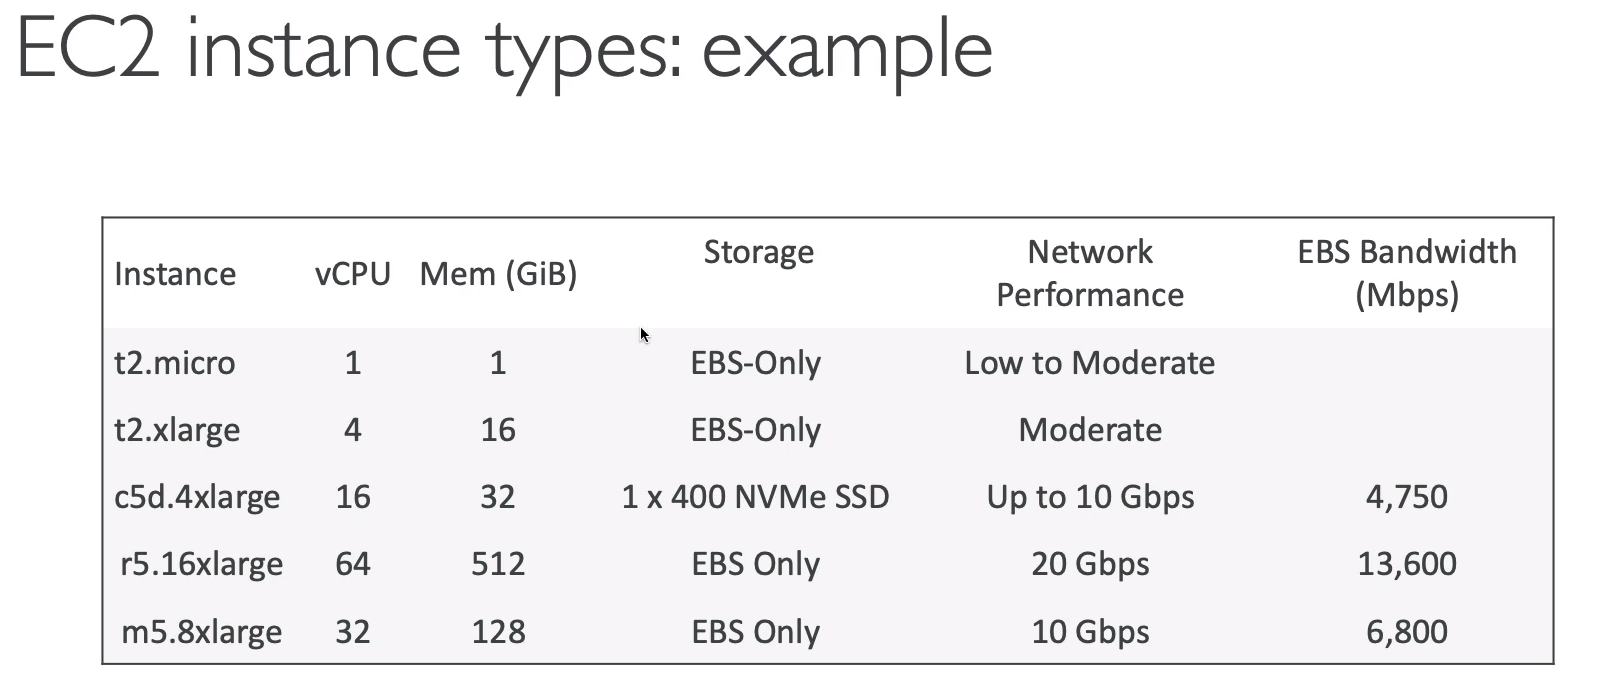 EC2 instance types: example
Instance vCPU Mem (GiB) Storage Network Performance EBS Bandwidth (Mbps)
t2.micro 1 1 EBS-Only Low to Moderate
t2.xlarge 4 16 EBS-Only Moderate
c5d.4xlarge 16 32 1 x 400 NVMe SSD Up to 10 Gbps 4,750
r5.16xlarge 64 512 EBS Only 20 Gbps 13,600
m5.8xlarge 32 128 EBS Only 10 Gbps 6,800